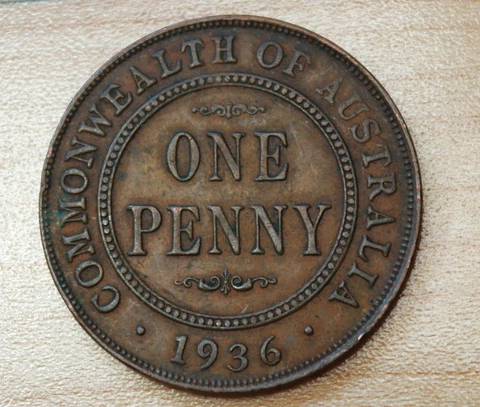 COMMONWEALTH OF AUSTRALIA
ONE
PENNY
· 1936 ·